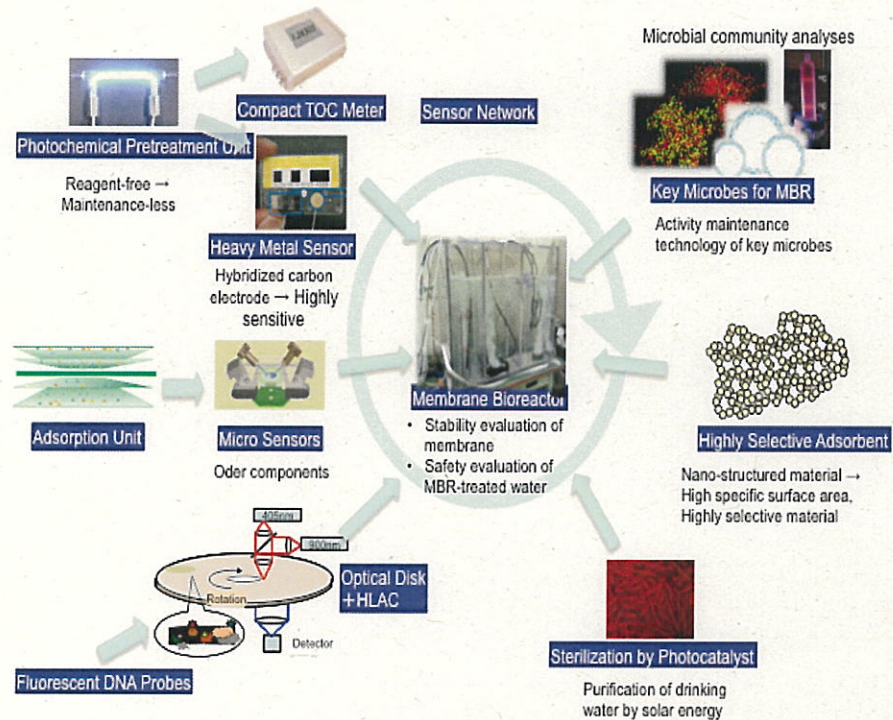 Microbial community analyses
Compact TOC Meter
Sensor Network
Photochemical Pretreatment Unit
Reagent-free →
Maintenance-less
Key Microbes for MBR
Heavy Metal Sensor
Activity maintenance
technology of key microbes
Hybridized carbon
electrode → Highly
sensitive
Membrane Bioreactor
Adsorption Unit
Micro Sensors
Highly Selective Adsorbent
• Stability evaluation of
membrane
• Safety evaluation of
MBR-treated water
Oder components
Nano-structured material →
High specific surface area,
Highly selective material
405nm
900nm
Optical Disk
+HLAC
Rotation
Detector
Sterilization by Photocatalyst
Fluorescent DNA Probes
Purification of drinking
water by solar energy